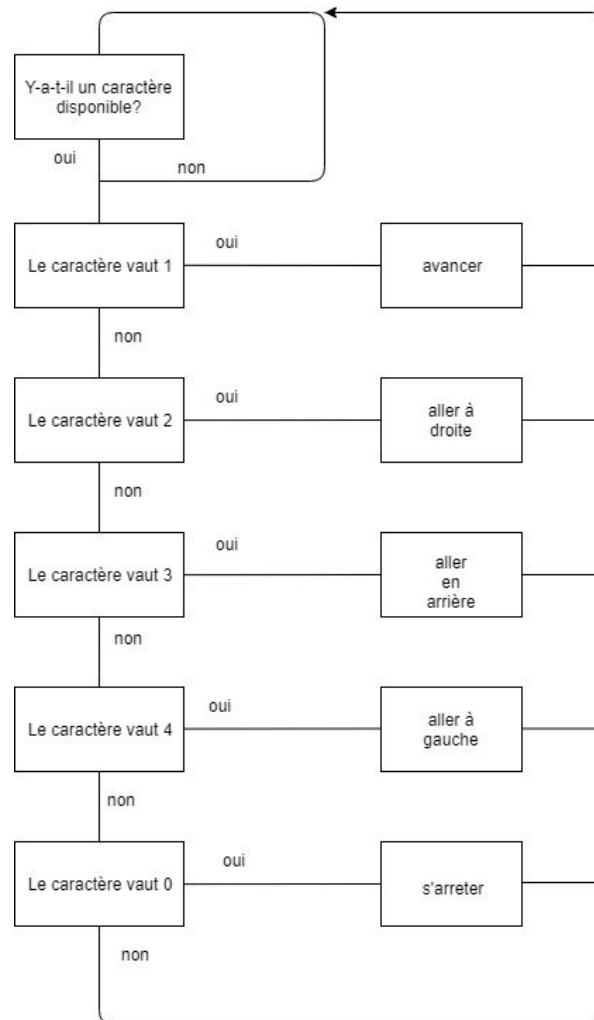 Y-a-t-il un caractère
disponible?
oui
non
Le caractère vaut 1
oui
avancer
non
Le caractère vaut 2
oui
aller à
droite
non
Le caractère vaut 3
oui
aller
en
arrière
non
Le caractère vaut 4
oui
aller à
gauche
non
Le caractère vaut 0
oui
s'arreter
non